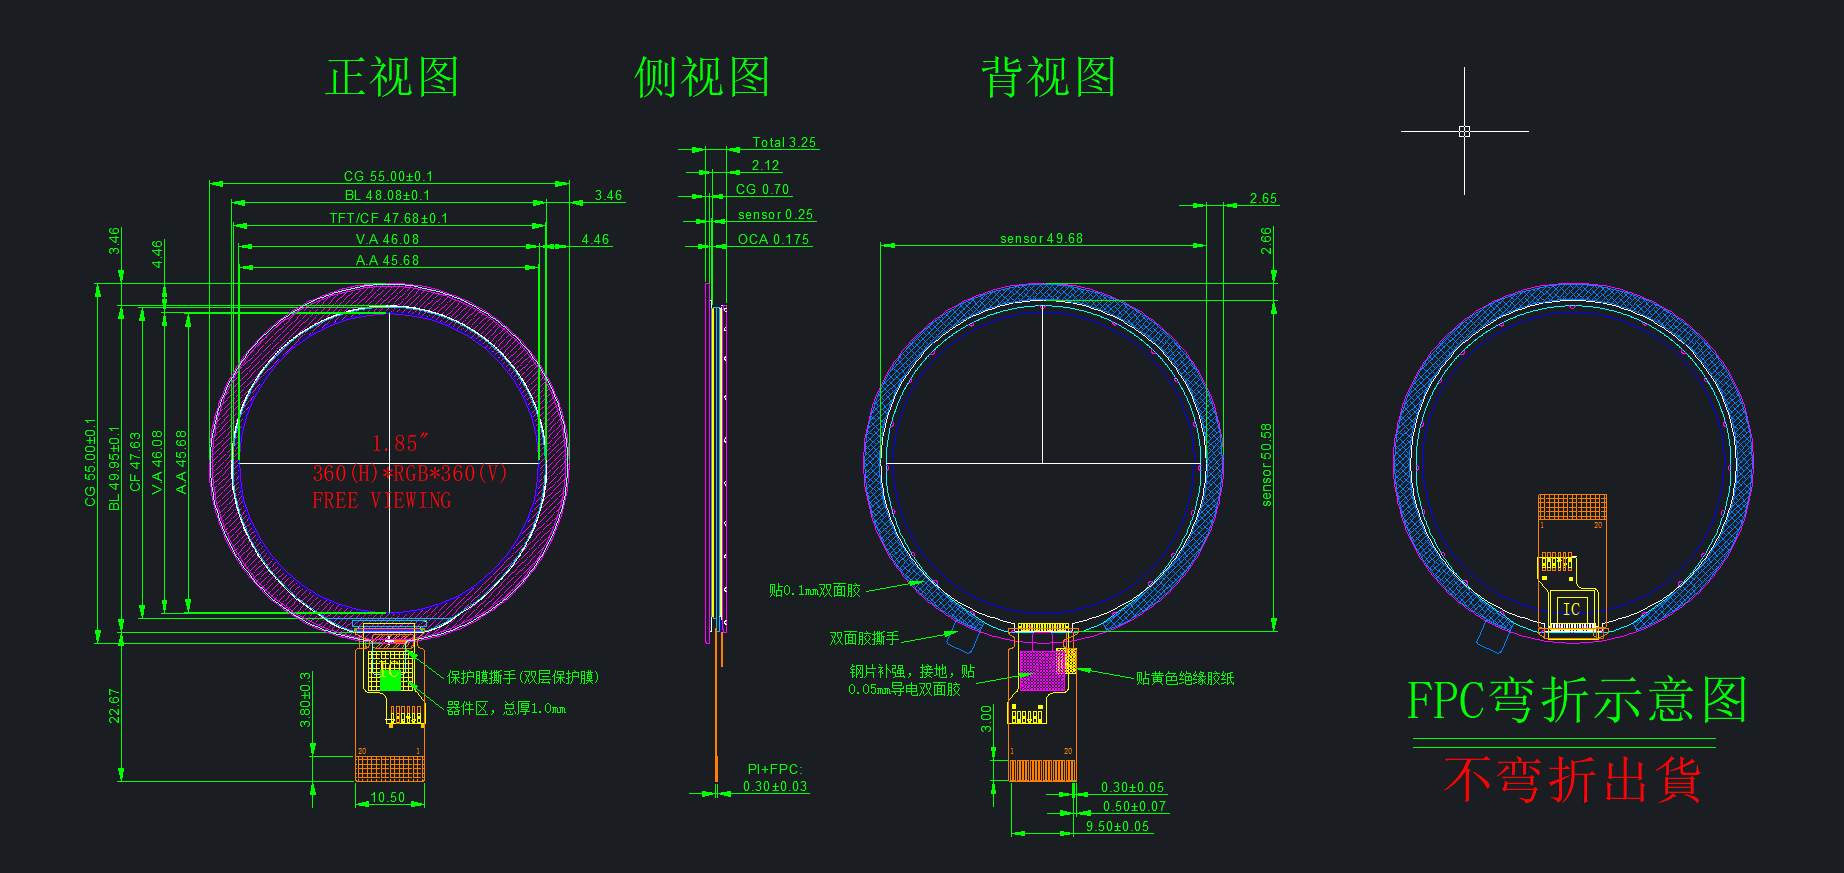 正视图
侧视图
背视图
CG 55.00±0.1
BL 48.08±0.1
3.46
TFT/CF 47.68±0.1
V.A 46.08
4.46
A.A 45.68
3.46
4.46
CG 55.00±0.1
BL 49.95±0.1
CF 47.63
V.A 46.08
A.A 45.68
1.85"
360(H)*RGB*360(V)
FREE VIEWING
22.67
3.80±0.3
IC
保护膜撕手(双层保护膜)
器件区，总厚1.0mm
20
1
10.50
Total 3.25
2.12
CG 0.70
sensor 0.25
OCA 0.175
PI+FPC:
0.30±0.03
2.65
sensor 49.68
2.66
sensor 50.58
贴0.1mm双面胶
双面胶撕手
钢片补强，接地，贴
0.05mm导电双面胶
贴黄色绝缘胶纸
3.00
1
20
0.30±0.05
0.50±0.07
9.50±0.05
1
20
IC
FPC弯折示意图
不弯折出貨